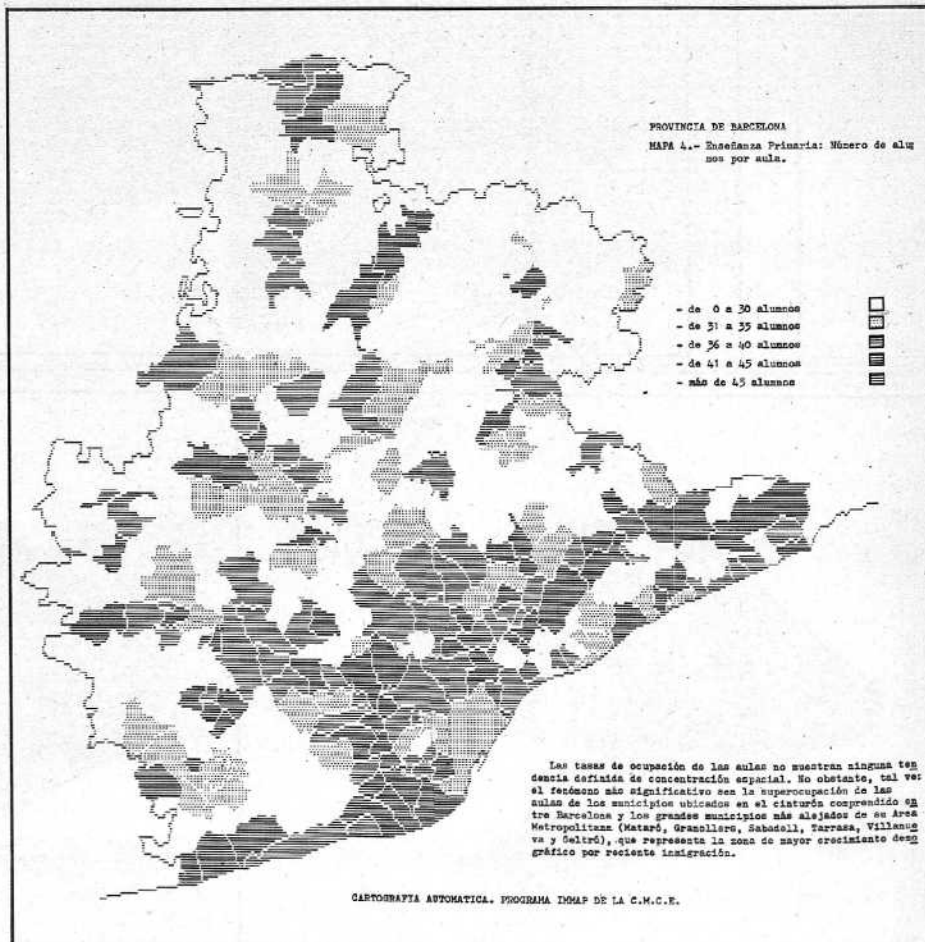 PROVINCIA DE BARCELONA
MAPA 4.- Enseñanza Primaria: Número de alum
nos por aula.
- de 0 a 30 alumnos
- de 31 a 35 alumnos
- de 36 a 40 alumnos
- de 41 a 45 alumnos
- más de 45 alumnos
Las tasas de ocupación de las aulas no muestran ninguna ten
dencia definida de concentración espacial. No obstante, tal vez
el fenómeno más significativo sea la superocupación de las
aulas de los municipios ubicados en el cinturón comprendido en
tre Barcelona y los grandes municipios más alejados de su Area
Metropolitana (Mataró, Granollers, Sabadell, Tarrasa, Villanue
va y Geltrú), que representa la zona de mayor crecimiento demo
gráfico por reciente inmigración.
CARTOGRAFIA AUTOMATICA. PROGRAMA IMMAP DE LA C.M.C.E.